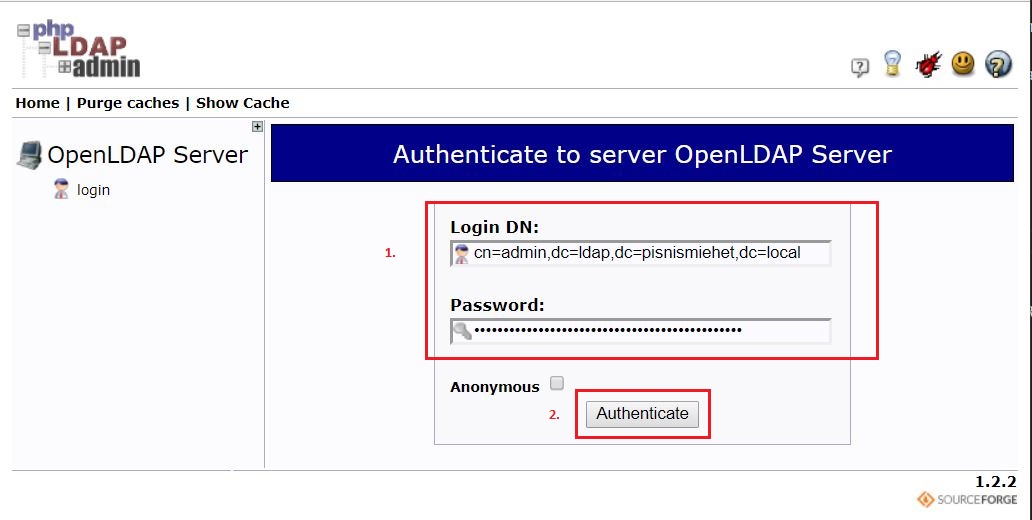 php
LDAP
admin
Home | Purge caches | Show Cache
OpenLDAP Server
login
Authenticate to server OpenLDAP Server
1.
Login DN:
cn=admin,dc=ldap,dc=pisnismiehet,dc=local
Password:
Anonymous
2.
Authenticate
1.2.2
SOURCEFORGE